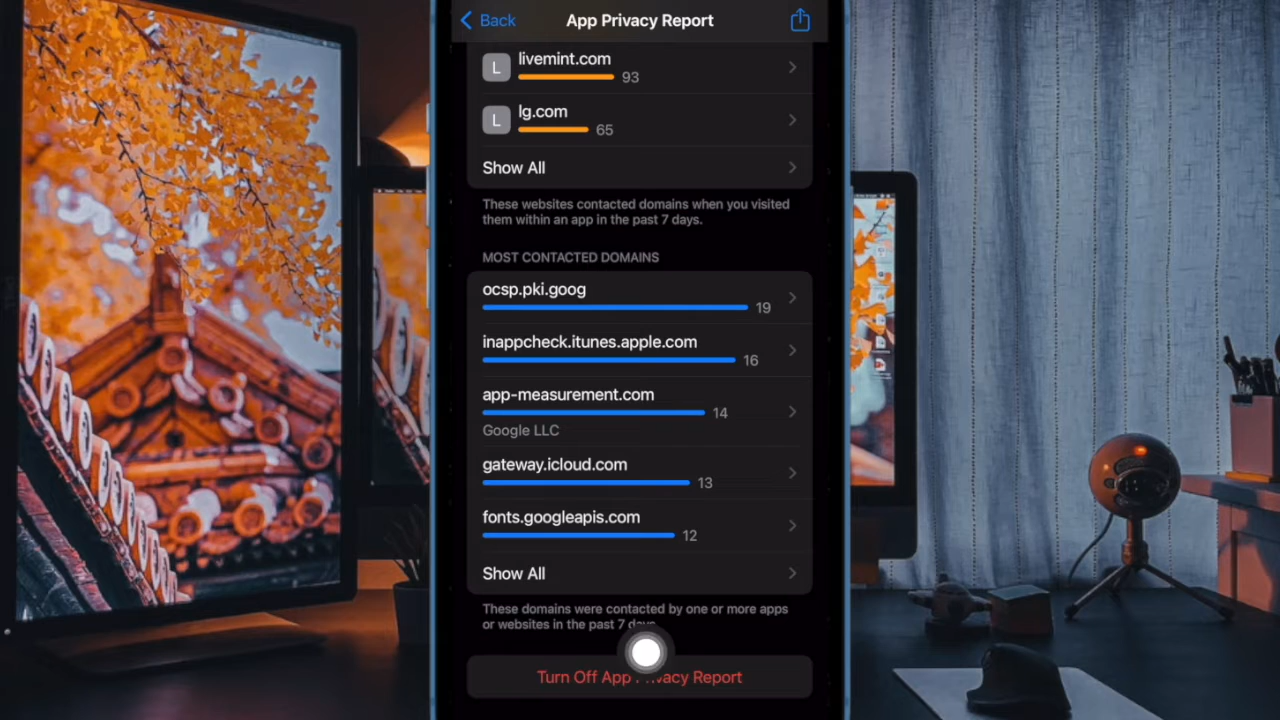 Back
App Privacy Report
L
livemint.com
93
L
lg.com
65
Show All
These websites contacted domains when you visited
them within an app in the past 7 days.
MOST CONTACTED DOMAINS
ocsp.pki.goog
19
inappcheck.itunes.apple.com
16
app-measurement.com
14
Google LLC
gateway.icloud.com
13
fonts.googleapis.com
12
Show All
These domains were contacted by one or more apps
or websites in the past 7 days.
Turn Off App Privacy Report